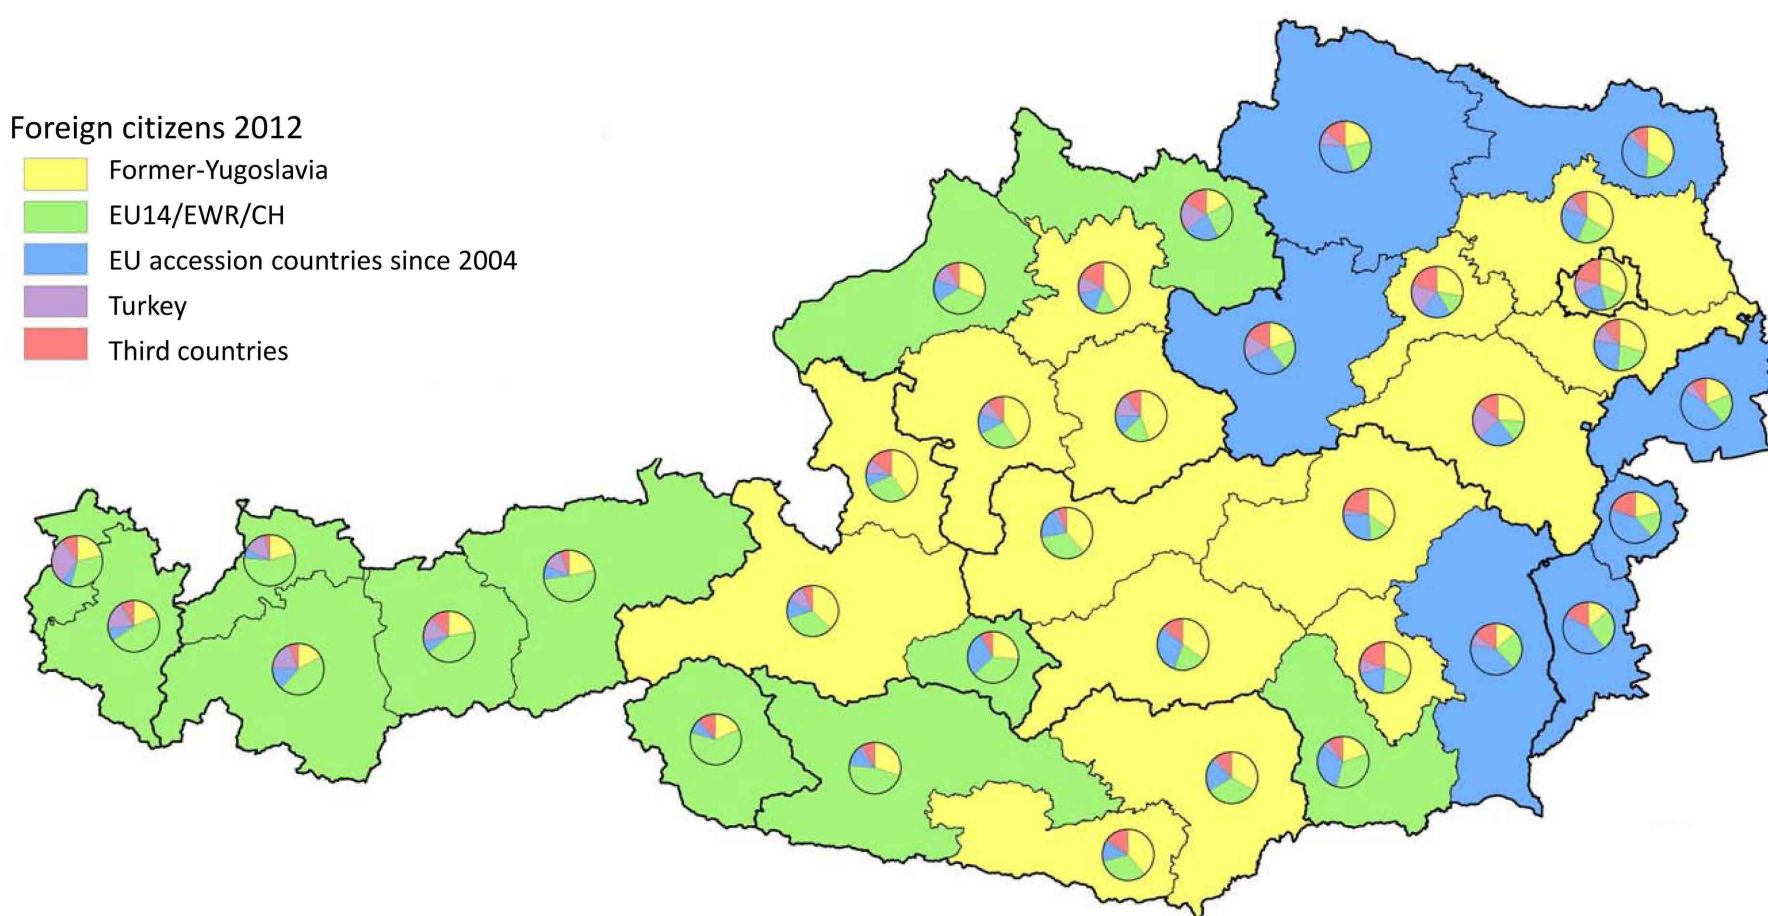 Foreign citizens 2012
Former-Yugoslavia
EU14/EWR/CH
EU accession countries since 2004
Turkey
Third countries